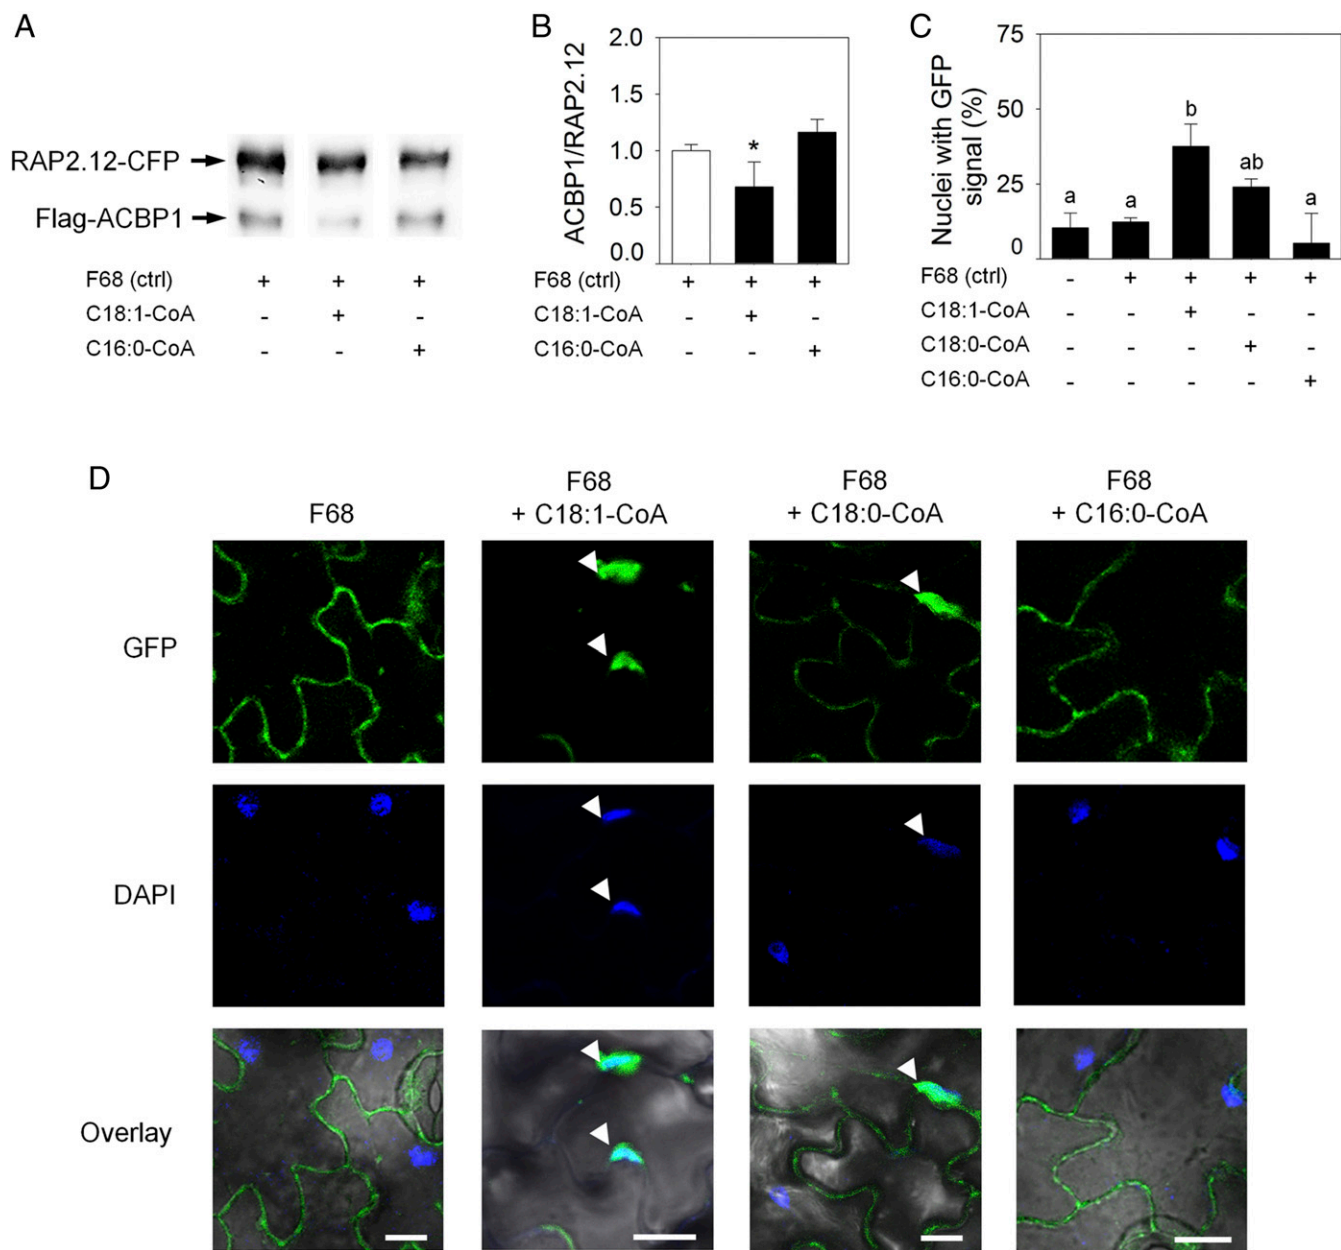 A
RAP2.12-CFP
Flag-ACBP1
F68 (ctrl) + + +
C18:1-CoA - + -
C16:0-CoA - - +
B
ACBP1/RAP2.12
2.0
1.5
1.0
0.5
0.0
*
F68 (ctrl) + + +
C18:1-CoA - + -
C16:0-CoA - - +
C
Nuclei with GFP
signal (%)
75
50
25
0
a a b ab a
F68 (ctrl) - + + + +
C18:1-CoA - - + - -
C18:0-CoA - - - + -
C16:0-CoA - - - - +
D
F68
F68
+ C18:1-CoA
F68
+ C18:0-CoA
F68
+ C16:0-CoA
GFP
DAPI
Overlay